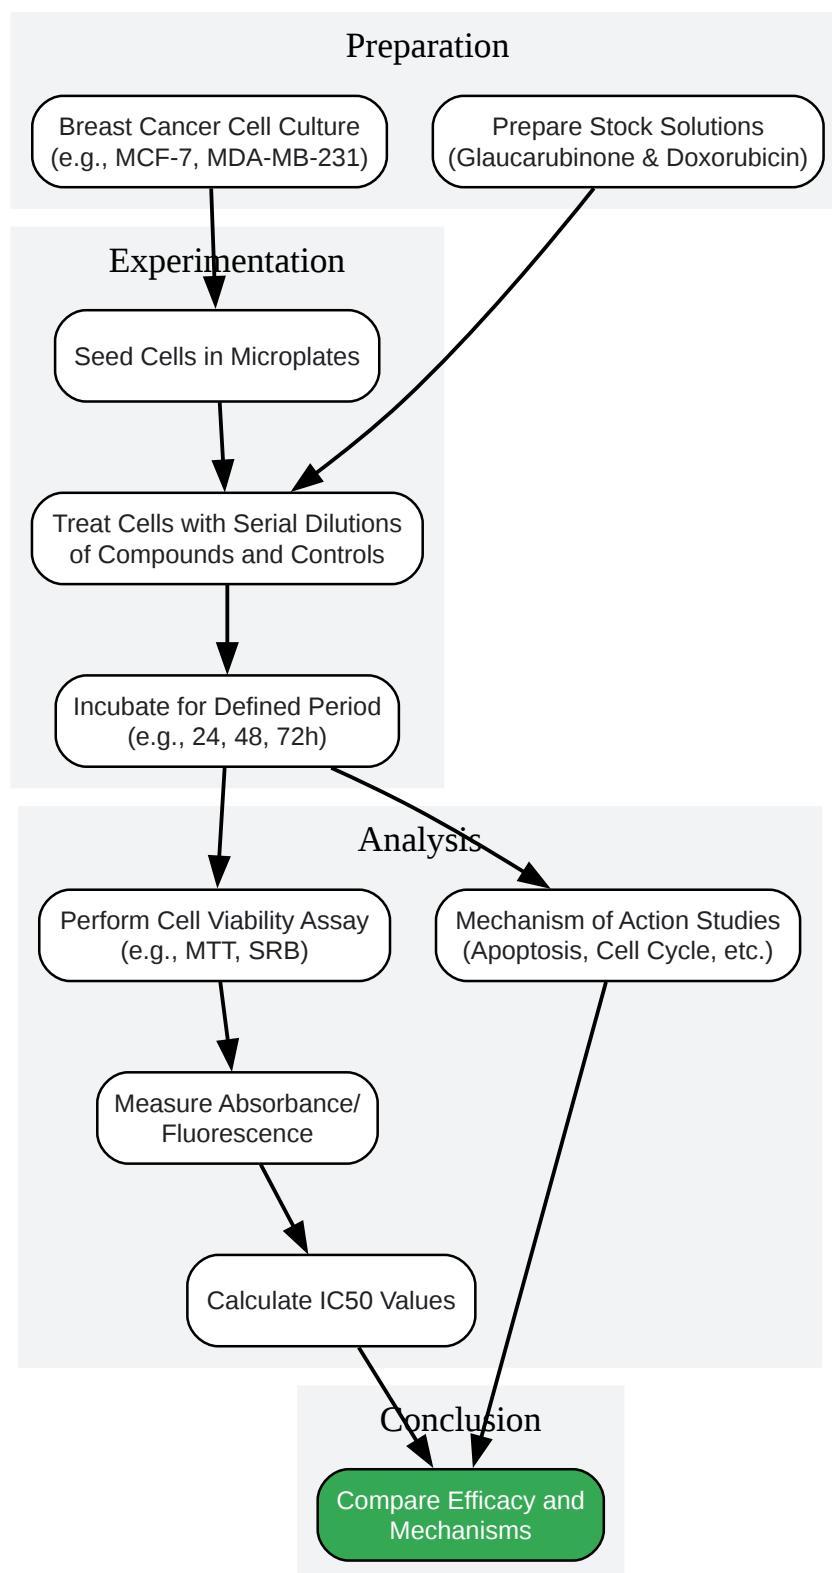 Preparation
Breast Cancer Cell Culture
(e.g., MCF-7, MDA-MB-231)
Prepare Stock Solutions
(Glaucarubinone & Doxorubicin)
Experimentation
Seed Cells in Microplates
Treat Cells with Serial Dilutions
of Compounds and Controls
Incubate for Defined Period
(e.g., 24, 48, 72h)
Analysis
Perform Cell Viability Assay
(e.g., MTT, SRB)
Mechanism of Action Studies
(Apoptosis, Cell Cycle, etc.)
Measure Absorbance/
Fluorescence
Calculate IC50 Values
Conclusion
Compare Efficacy and
Mechanisms